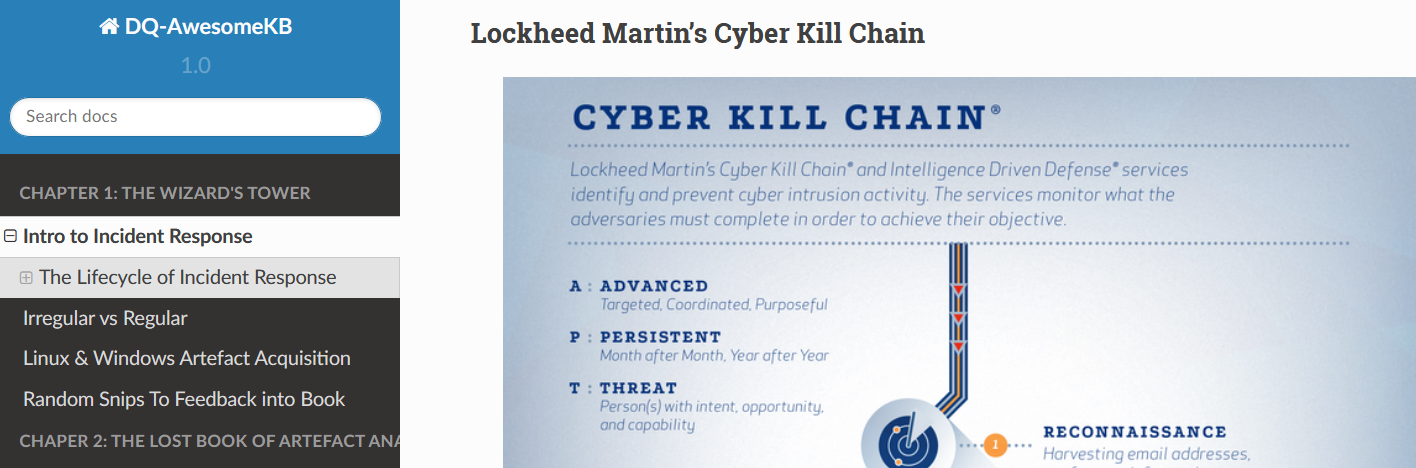 DQ-AwesomeKB
1.0
Search docs
CHAPTER 1: THE WIZARD'S TOWER
Intro to Incident Response
The Lifecycle of Incident Response
Irregular vs Regular
Linux & Windows Artefact Acquisition
Random Snips To Feedback into Book
CHAPER 2: THE LOST BOOK OF ARTEFACT ANA
Lockheed Martin’s Cyber Kill Chain
CYBER KILL CHAIN®
Lockheed Martin's Cyber Kill Chain® and Intelligence Driven Defense® services
identify and prevent cyber intrusion activity. The services monitor what the
adversaries must complete in order to achieve their objective.
A : ADVANCED
Targeted, Coordinated, Purposeful
P : PERSISTENT
Month after Month, Year after Year
T : THREAT
Person(s) with intent, opportunity,
and capability
1
RECONNAISSANCE
Harvesting email addresses,